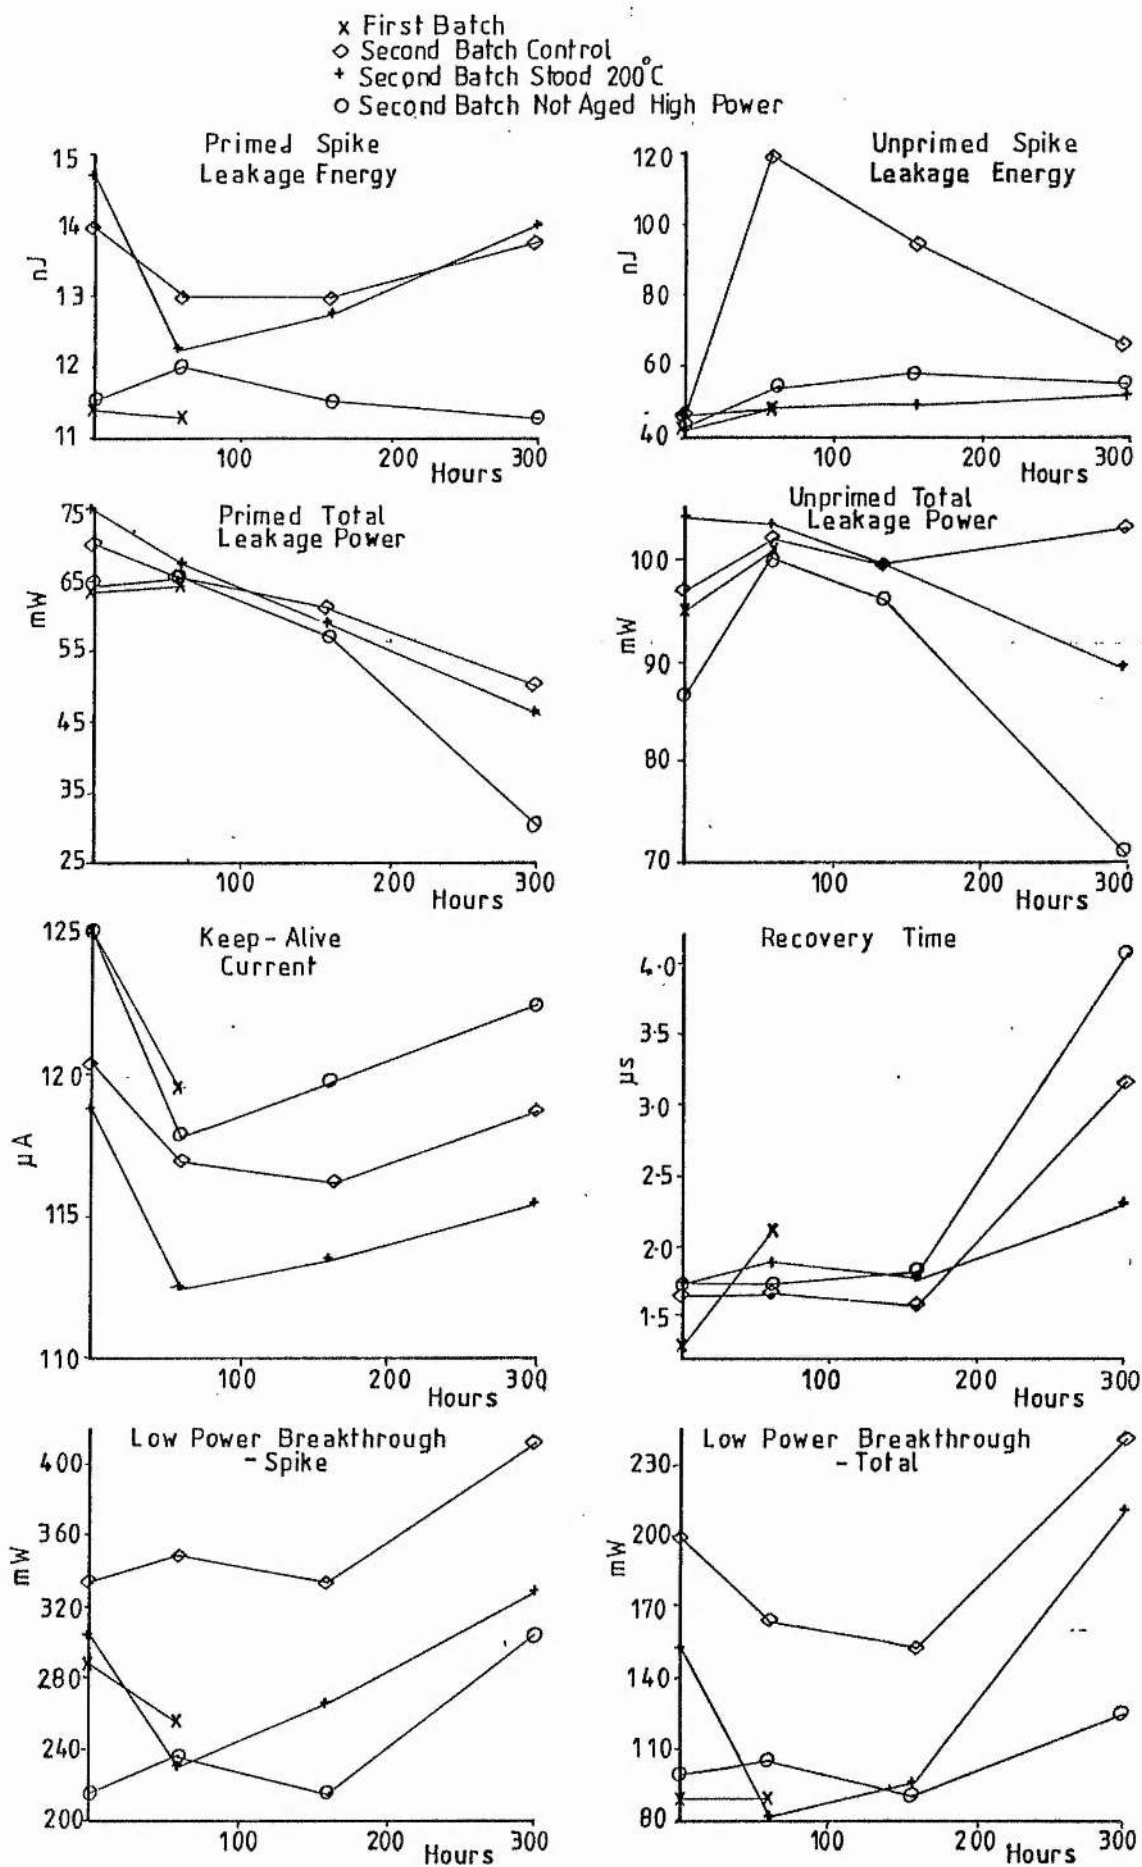 x First Batch
◇ Second Batch Control
+ Second Batch Stood 200°C
○ Second Batch Not Aged High Power
Primed Spike
Leakage Energy
15
14
13
12
11
nJ
100
200
300
Hours
Unprimed Spike
Leakage Energy
120
100
80
60
40
nJ
100
200
300
Hours
Primed Total
Leakage Power
75
65
55
45
35
25
mW
100
200
300
Hours
Unprimed Total
Leakage Power
100
90
80
70
mW
100
200
300
Hours
Keep-Alive
Current
125
120
115
110
µA
100
200
300
Hours
Recovery Time
4·0
3·5
3·0
2·5
2·0
1·5
µs
100
200
300
Hours
Low Power Breakthrough
-Spike
400
360
320
280
240
200
mW
100
200
300
Hours
Low Power Breakthrough
-Total
230
200
170
140
110
80
mW
100
200
300
Hours